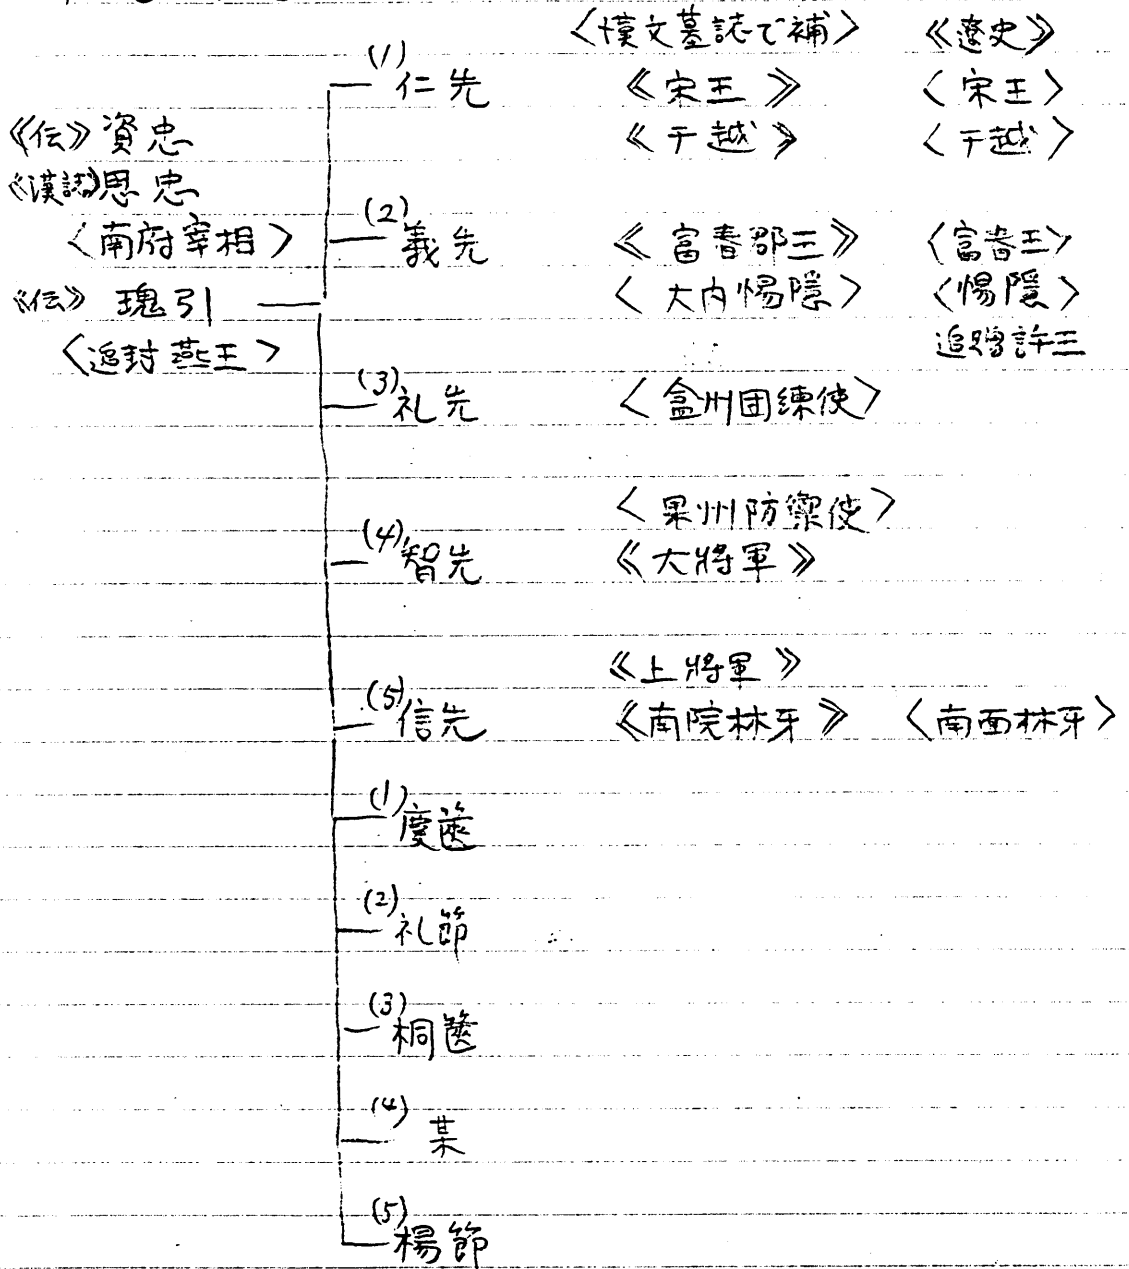 〈漢文墓誌で補〉 《遼史》
(1) 仁先 《宋王》 〈宋王〉
《伝》資忠 《于越》 〈于越〉
《漢誌》思忠
(2)
〈南府宰相〉 義先 《富春郡王》 〈富春王〉
《伝》瑰引 〈大内惕隠〉 〈惕隠〉
〈追封燕王〉 追贈許王
(3) 礼先 〈盒州団練使〉
〈果州防禦使〉
(4) 智先 《大將軍》
《上將軍》
(5) 信先 《南院林牙》 〈南面林牙〉
(1)
(2) 礼節
(3) 桐
(4) 某
(5) 楊節